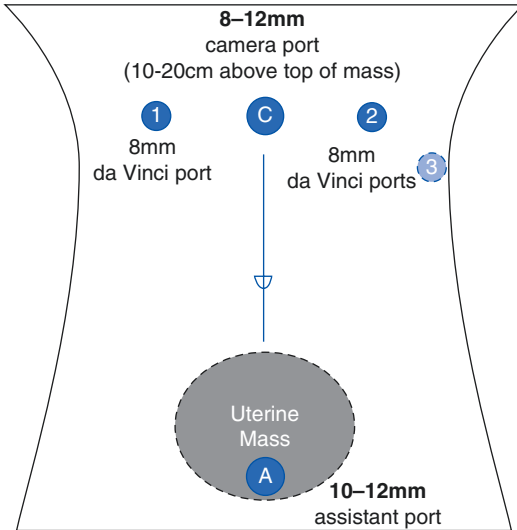 8–12mm
camera port
(10-20cm above top of mass)
1
C
2
8mm
da Vinci port
8mm
da Vinci ports
3
Uterine
Mass
A
10–12mm
assistant port